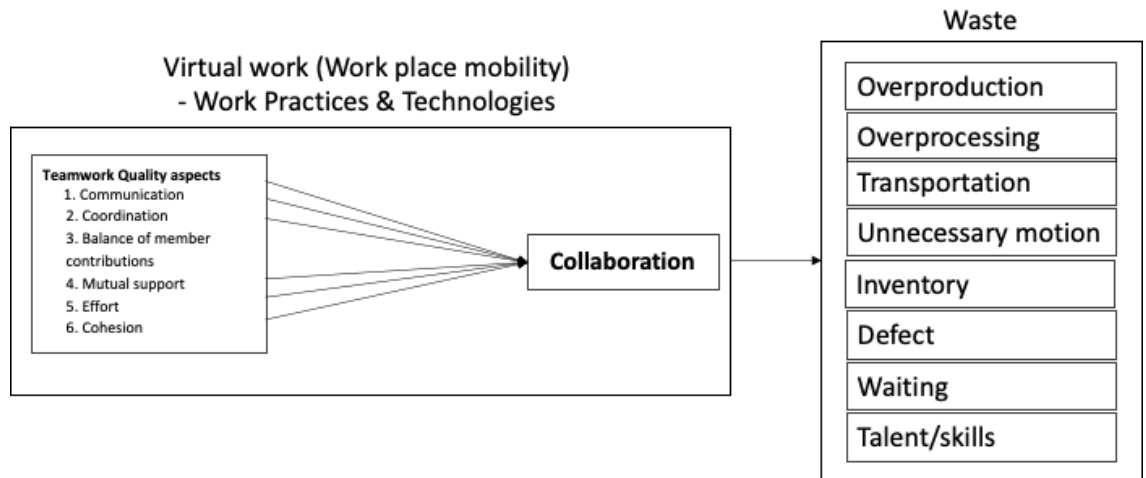 Virtual work (Work place mobility)
- Work Practices & Technologies
Teamwork Quality aspects
1. Communication
2. Coordination
3. Balance of member
contributions
4. Mutual support
5. Effort
6. Cohesion
Collaboration
Waste
Overproduction
Overprocessing
Transportation
Unnecessary motion
Inventory
Defect
Waiting
Talent/skills